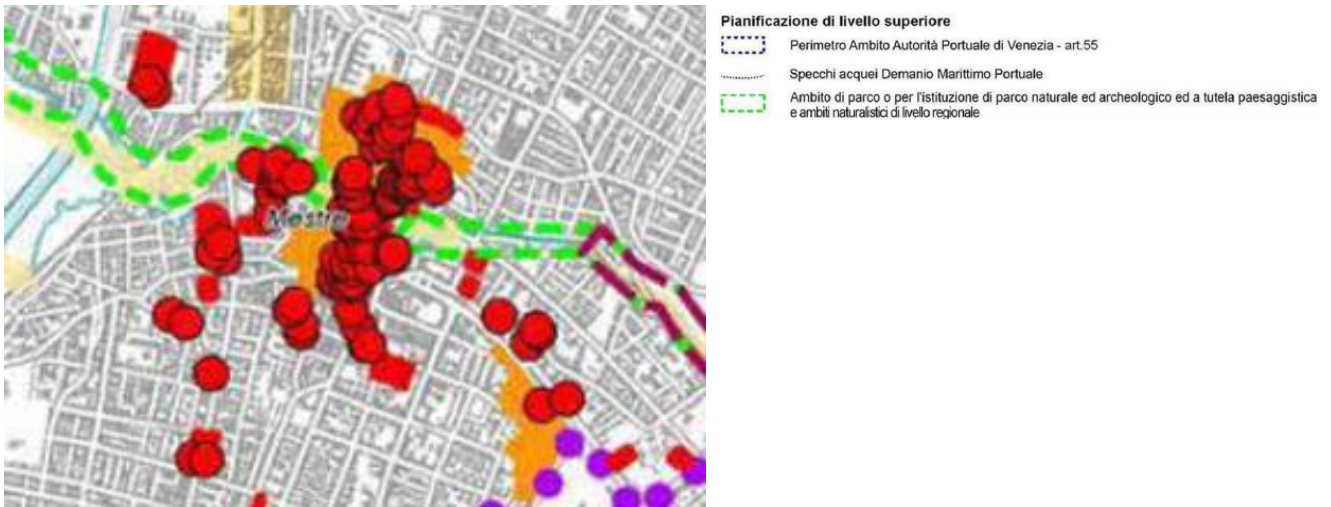 Mestre
Pianificazione di livello superiore
Perimetro Ambito Autorità Portuale di Venezia - art.55
Specchi acquei Demanio Marittimo Portuale
Ambito di parco o per l'istituzione di parco naturale ed archeologico ed a tutela paesaggistica
e ambiti naturalistici di livello regionale